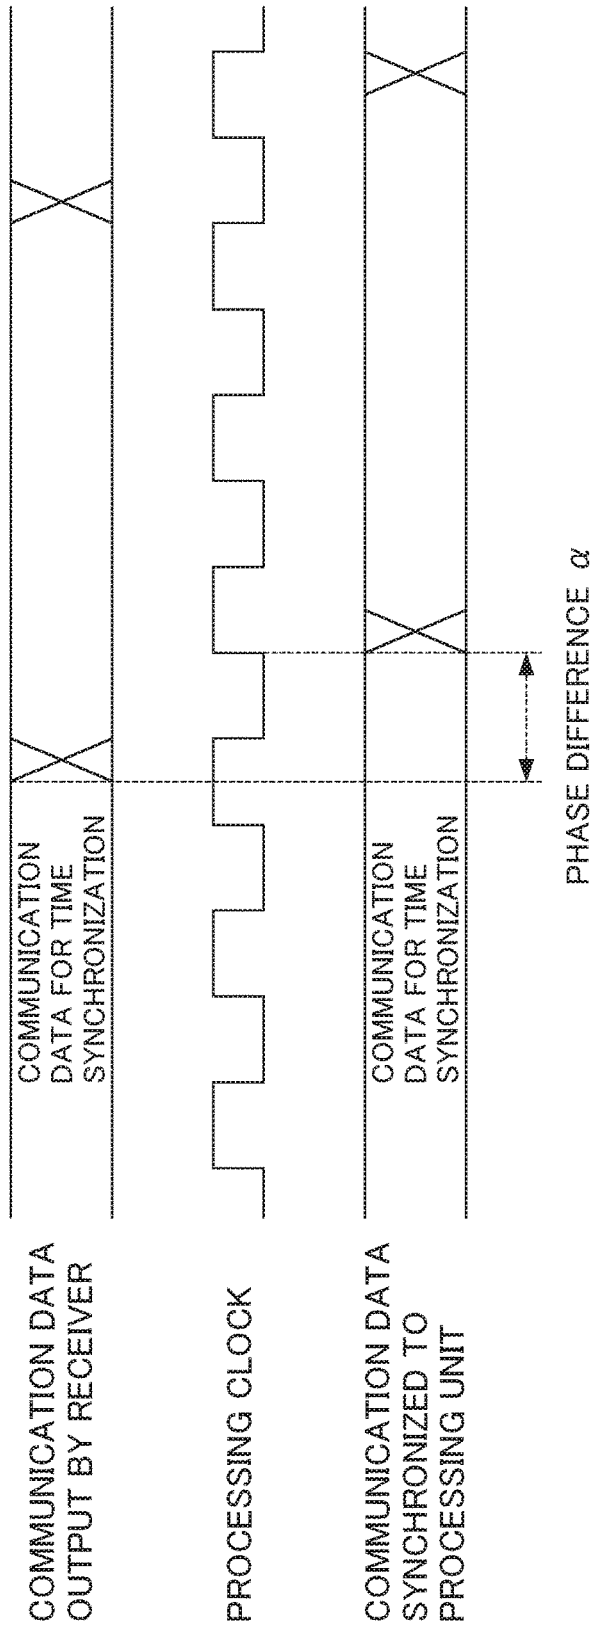 COMMUNICATION DATA
OUTPUT BY RECEIVER
COMMUNICATION
DATA FOR TIME
SYNCHRONIZATION
PROCESSING CLOCK
COMMUNICATION DATA
SYNCHRONIZED TO
PROCESSING UNIT
COMMUNICATION
DATA FOR TIME
SYNCHRONIZATION
PHASE DIFFERENCE α